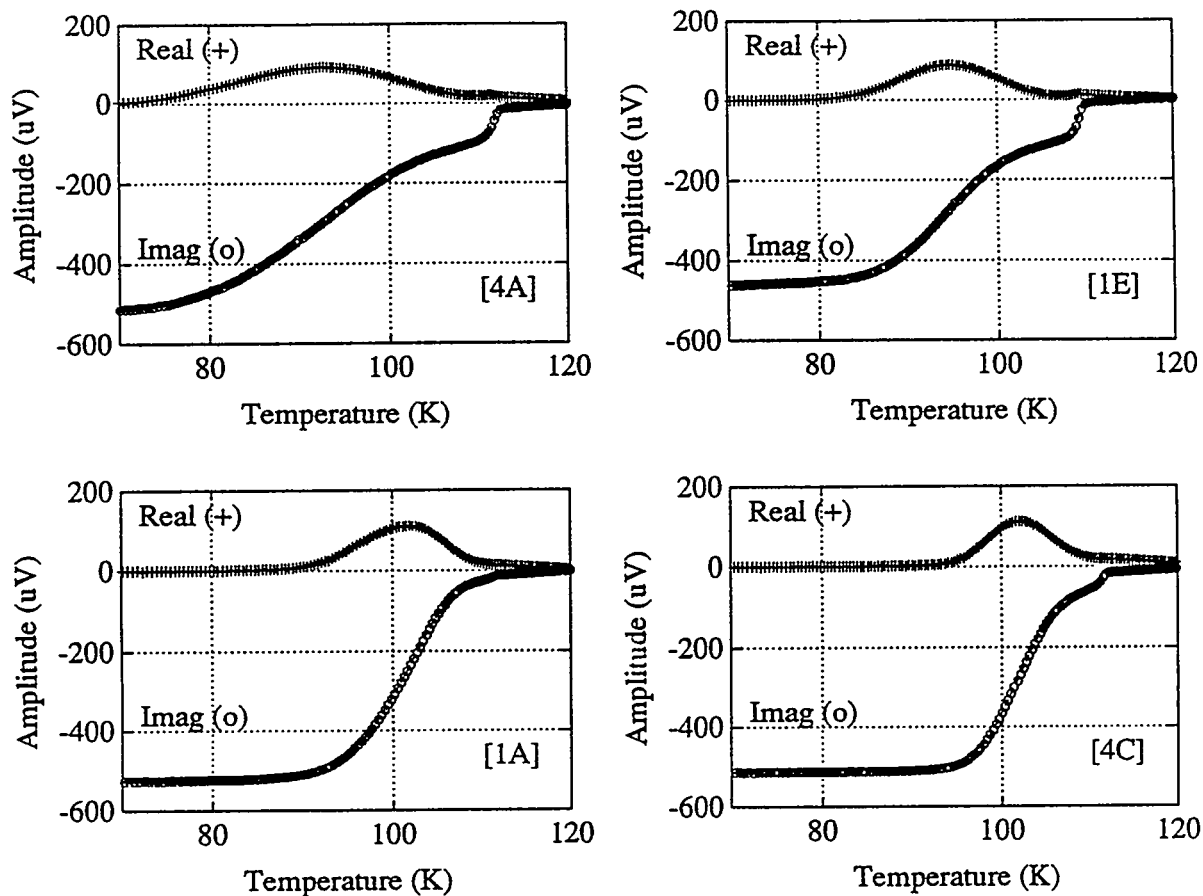 200
0
-200
-400
-600
Amplitude (uV)
Real (+)
Imag (o)
[4A]
80
100
120
Temperature (K)
200
0
-200
-400
-600
Amplitude (uV)
Real (+)
Imag (o)
[1E]
80
100
120
Temperature (K)
200
0
-200
-400
-600
Amplitude (uV)
Real (+)
Imag (o)
[1A]
80
100
120
Temperature (K)
200
0
-200
-400
-600
Amplitude (uV)
Real (+)
Imag (o)
[4C]
80
100
120
Temperature (K)